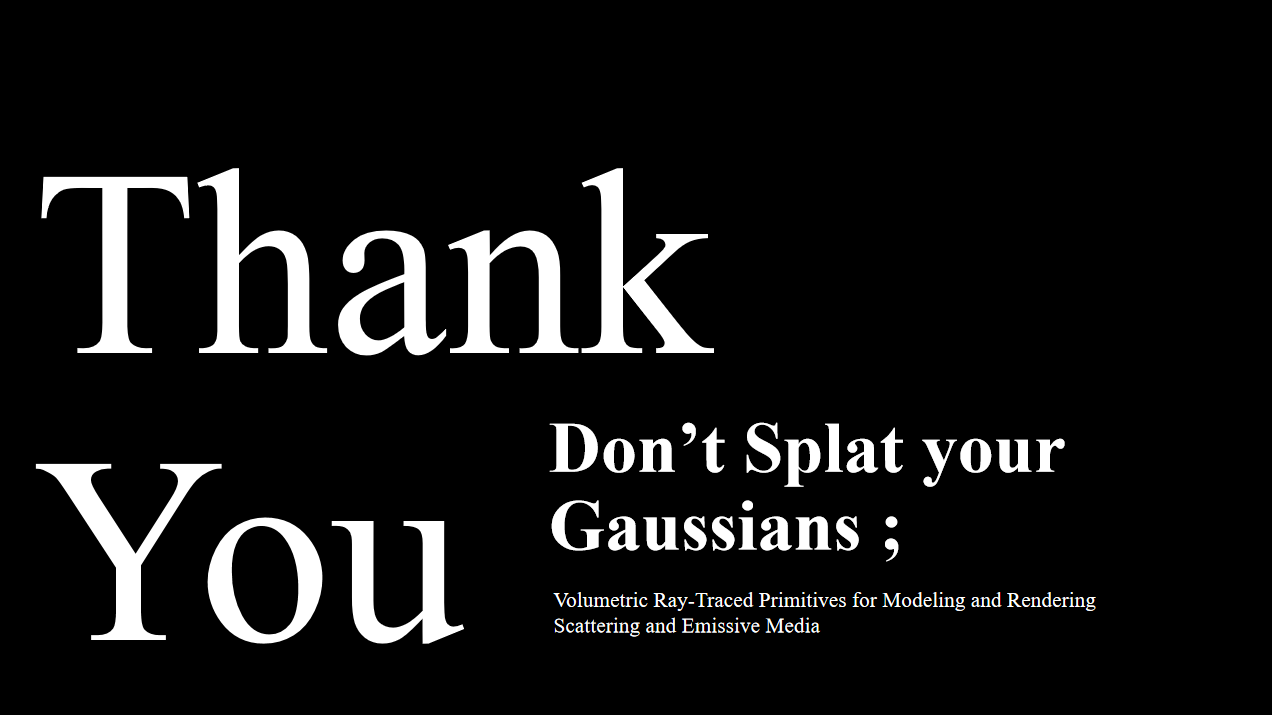 Thank
You
Don’t Splat your
Gaussians ;
Volumetric Ray-Traced Primitives for Modeling and Rendering
Scattering and Emissive Media